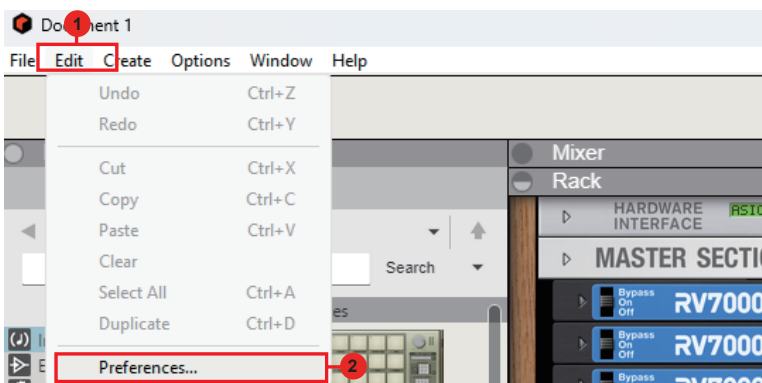 Document 1
1
File Edit Create Options Window Help
Undo Ctrl+Z
Redo Ctrl+Y
Cut Ctrl+X
Copy Ctrl+C
Paste Ctrl+V
Clear
Select All Ctrl+A
Duplicate Ctrl+D
Preferences...
2
Search
Mixer
Rack
HARDWARE
INTERFACE
ASIO
MASTER SECTI
Bypass
On
Off
RV7000
Bypass
On
Off
RV7000
Bypass
RV7000